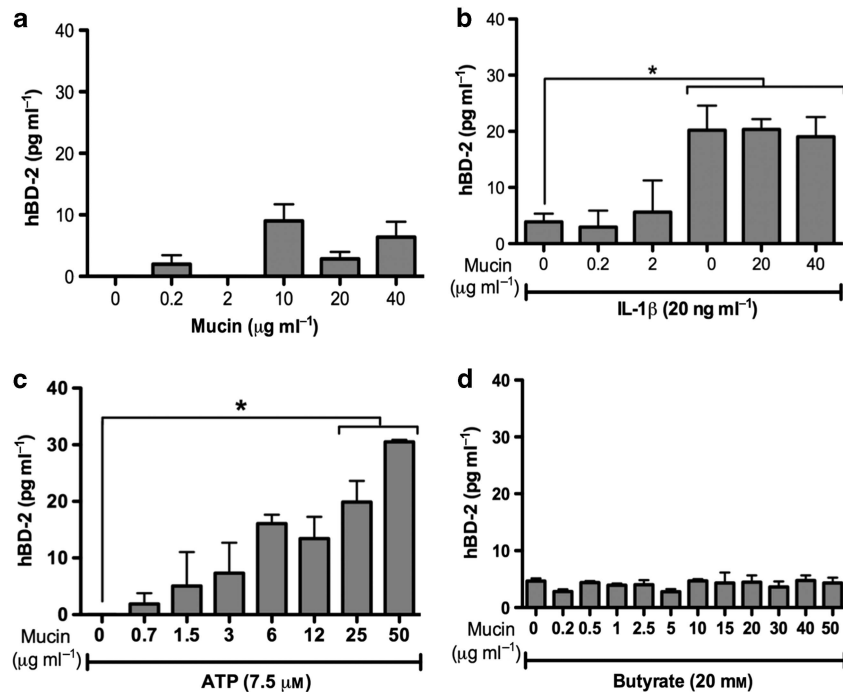 a
40
30
20
10
0
hBD-2 (pg ml⁻¹)
0 0.2 2 10 20 40
Mucin (μg ml⁻¹)
b
40
30
20
10
0
hBD-2 (pg ml⁻¹)
*
Mucin 0 0.2 2 0 20 40
(μg ml⁻¹)
IL-1β (20 ng ml⁻¹)
c
40
30
20
10
0
hBD-2 (pg ml⁻¹)
*
Mucin 0 0.7 1.5 3 6 12 25 50
(μg ml⁻¹)
ATP (7.5 μM)
d
40
30
20
10
0
hBD-2 (pg ml⁻¹)
Mucin 0 0.2 0.5 1 2.5 5 10 15 20 30 40 50
(μg ml⁻¹)
Butyrate (20 mM)